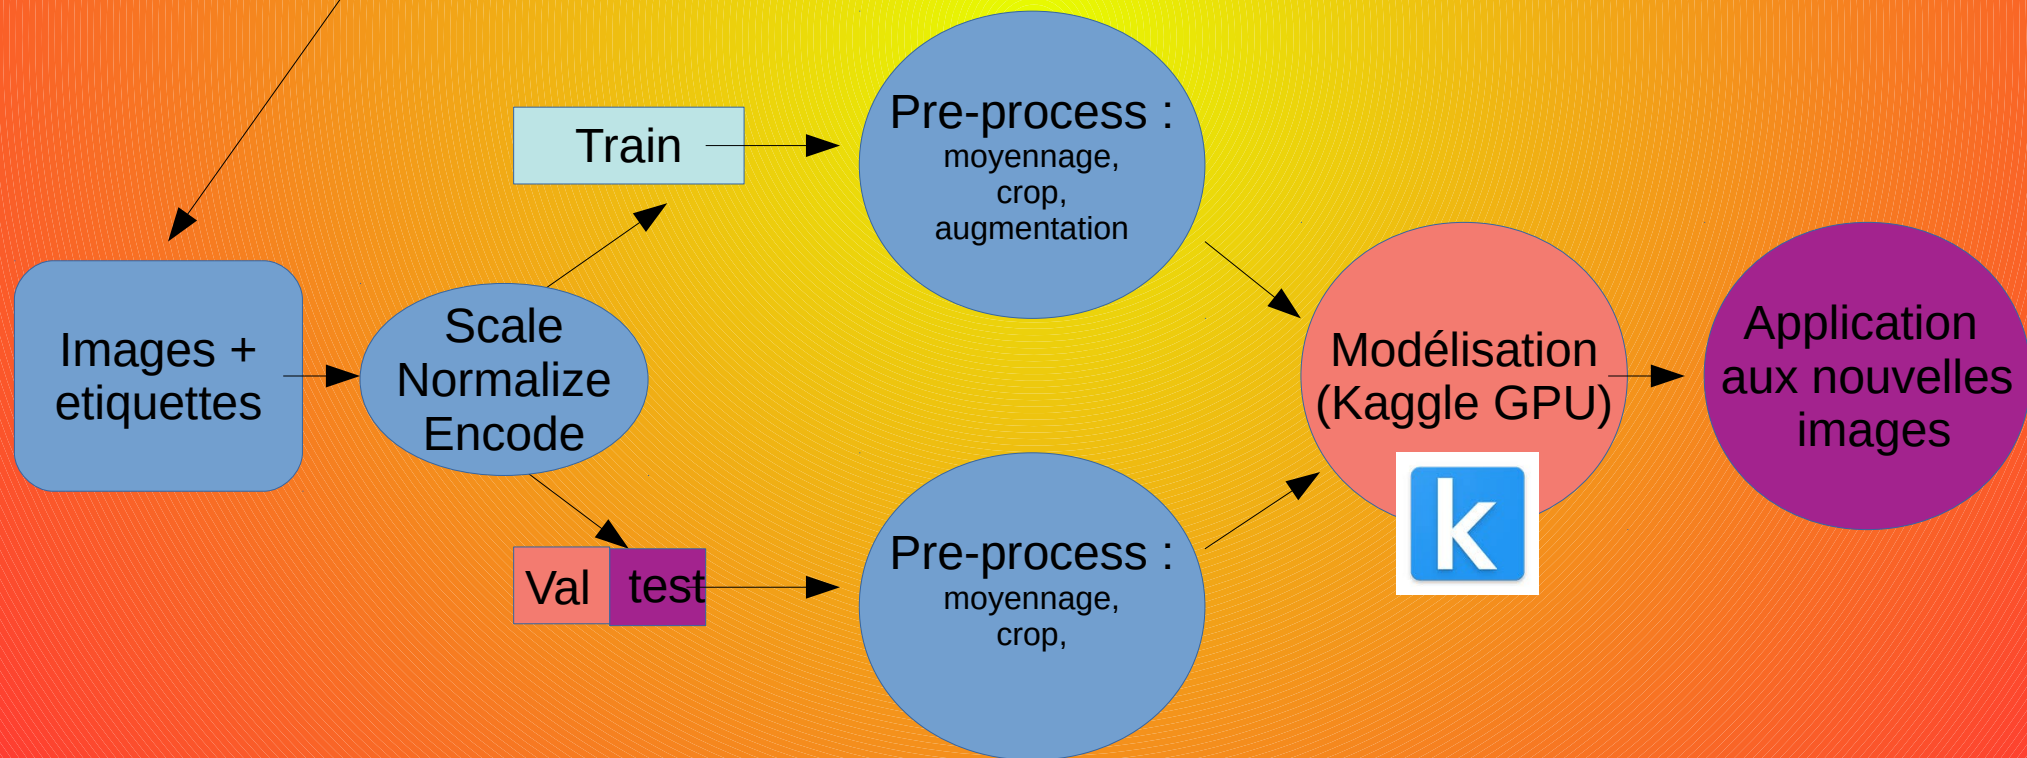 Images +
etiquettes
Scale
Normalize
Encode
Train
Val
test
Pre-process :
moyennage,
crop,
augmentation
Pre-process :
moyennage,
crop,
Modélisation
(Kaggle GPU)
k
Application
aux nouvelles
images